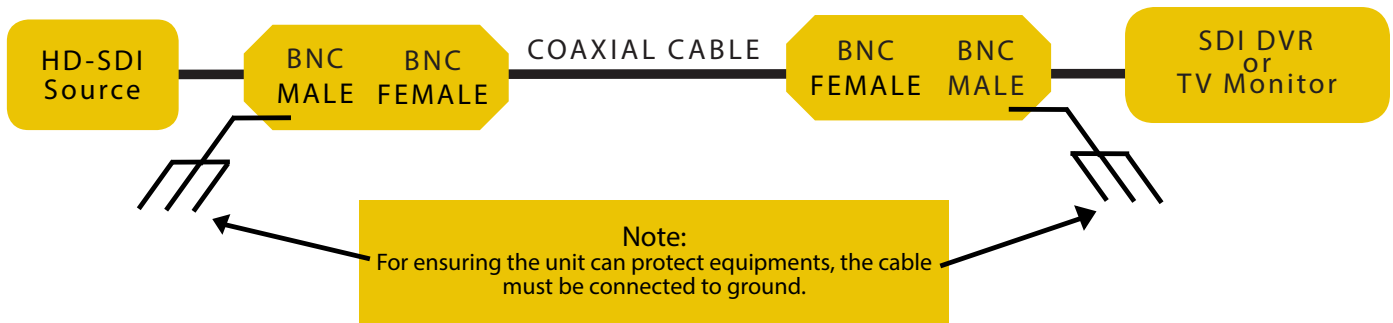 HD-SDI
Source
BNC
MALE
BNC
FEMALE
COAXIAL CABLE
BNC
FEMALE
BNC
MALE
SDI DVR
or
TV Monitor
Note:
For ensuring the unit can protect equipments, the cable
must be connected to ground.